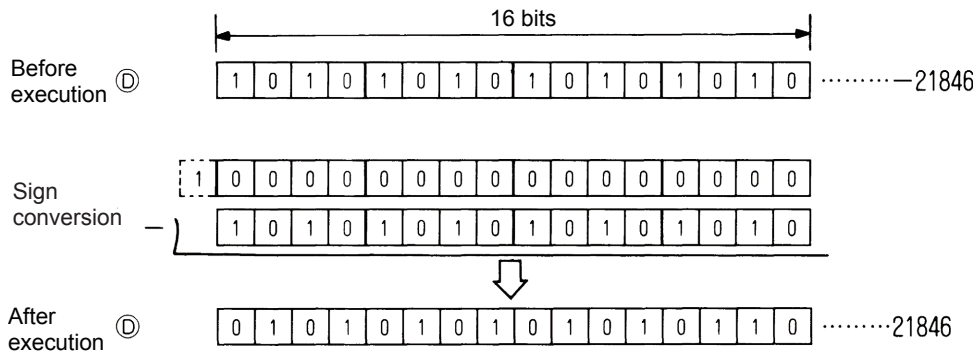 16 bits
Before execution Ⓓ 1 0 1 0 1 0 1 0 1 0 1 0 1 0 1 0 ········· —21846
1 0 0 0 0 0 0 0 0 0 0 0 0 0 0 0 0
Sign conversion — 1 0 1 0 1 0 1 0 1 0 1 0 1 0 1 0
After execution Ⓓ 0 1 0 1 0 1 0 1 0 1 0 1 0 1 1 0 ········· 21846